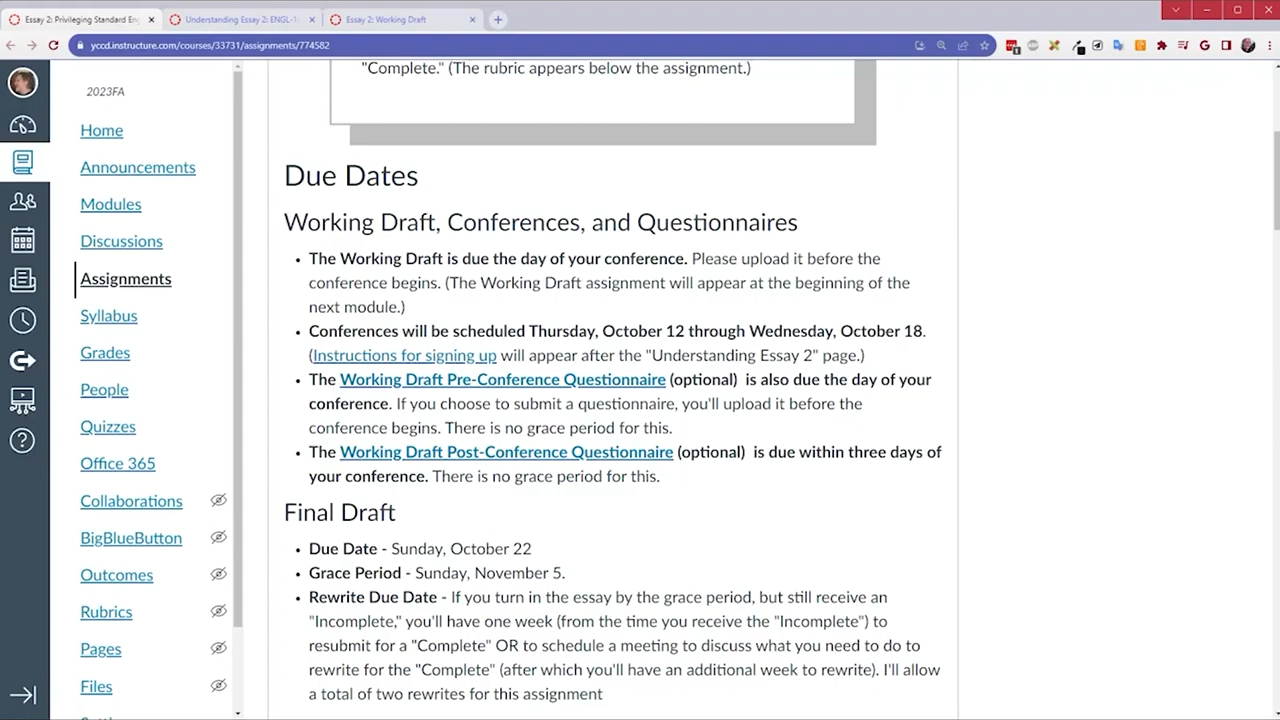 Essay 2: Privileging Standard En
Understanding Essay 2: ENGL-1
Essay 2: Working Draft
yccd.instructure.com/courses/33731/assignments/774582
2023FA
Home
Announcements
Modules
Discussions
Assignments
Syllabus
Grades
People
Quizzes
Office 365
Collaborations
BigBlueButton
Outcomes
Rubrics
Pages
Files
"Complete." (The rubric appears below the assignment.)
Due Dates
Working Draft, Conferences, and Questionnaires
• The Working Draft is due the day of your conference. Please upload it before the
conference begins. (The Working Draft assignment will appear at the beginning of the
next module.)
• Conferences will be scheduled Thursday, October 12 through Wednesday, October 18.
(Instructions for signing up will appear after the "Understanding Essay 2" page.)
• The Working Draft Pre-Conference Questionnaire (optional) is also due the day of your
conference. If you choose to submit a questionnaire, you'll upload it before the
conference begins. There is no grace period for this.
• The Working Draft Post-Conference Questionnaire (optional) is due within three days of
your conference. There is no grace period for this.
Final Draft
• Due Date - Sunday, October 22
• Grace Period - Sunday, November 5.
• Rewrite Due Date - If you turn in the essay by the grace period, but still receive an
"Incomplete," you'll have one week (from the time you receive the "Incomplete") to
resubmit for a "Complete" OR to schedule a meeting to discuss what you need to do to
rewrite for the "Complete" (after which you'll have an additional week to rewrite). I'll allow
a total of two rewrites for this assignment